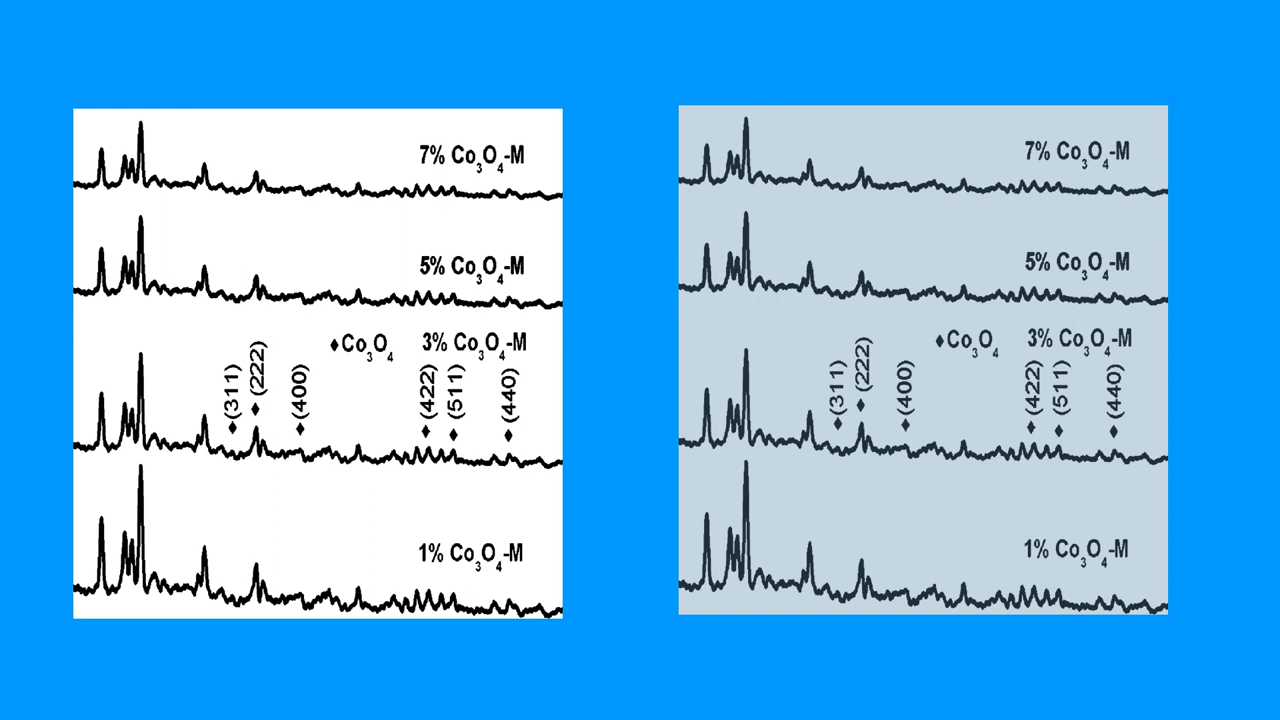 7% Co₃O₄-M
5% Co₃O₄-M
♦Co₃O₄ 3% Co₃O₄-M
♦(311) ♦(222) ♦(400) ♦(422) ♦(511) ♦(440)
1% Co₃O₄-M
7% Co₃O₄-M
5% Co₃O₄-M
♦Co₃O₄ 3% Co₃O₄-M
♦(311) ♦(222) ♦(400) ♦(422) ♦(511) ♦(440)
1% Co₃O₄-M